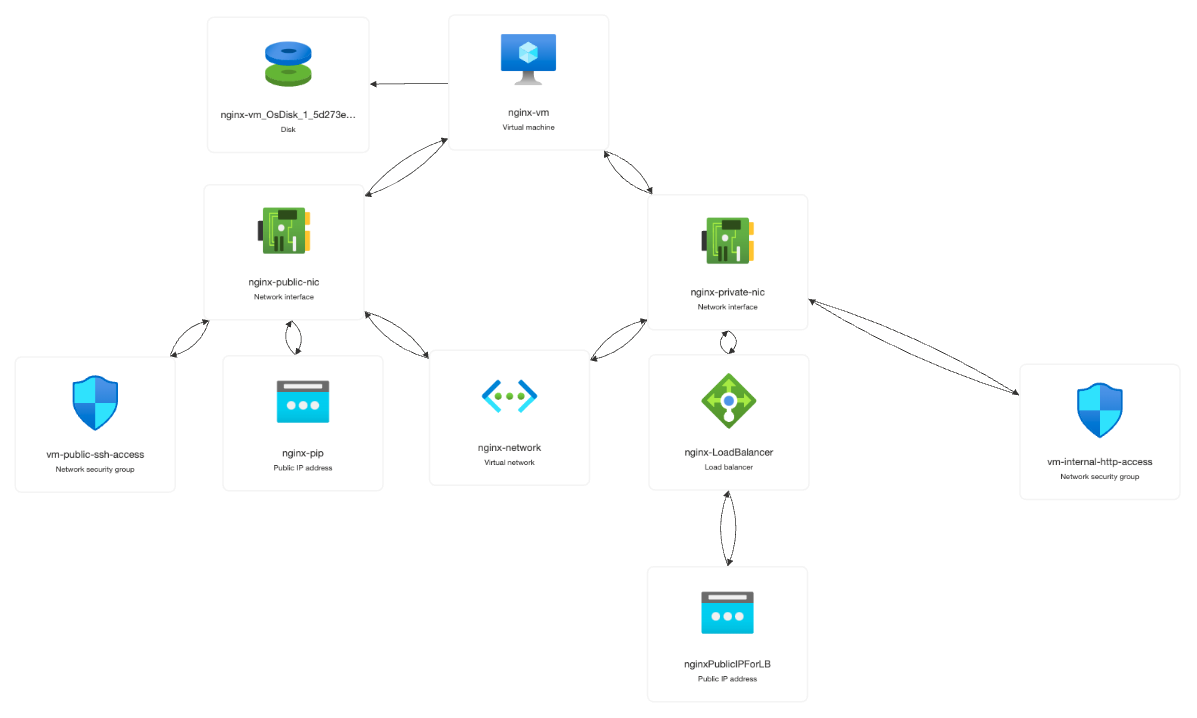 nginx-vm_OsDisk_1_5d273e...
Disk
nginx-vm
Virtual machine
nginx-public-nic
Network interface
nginx-private-nic
Network interface
vm-public-ssh-access
Network security group
nginx-pip
Public IP address
nginx-network
Virtual network
nginx-LoadBalancer
Load balancer
vm-internal-http-access
Network security group
nginxPublicIPForLB
Public IP address